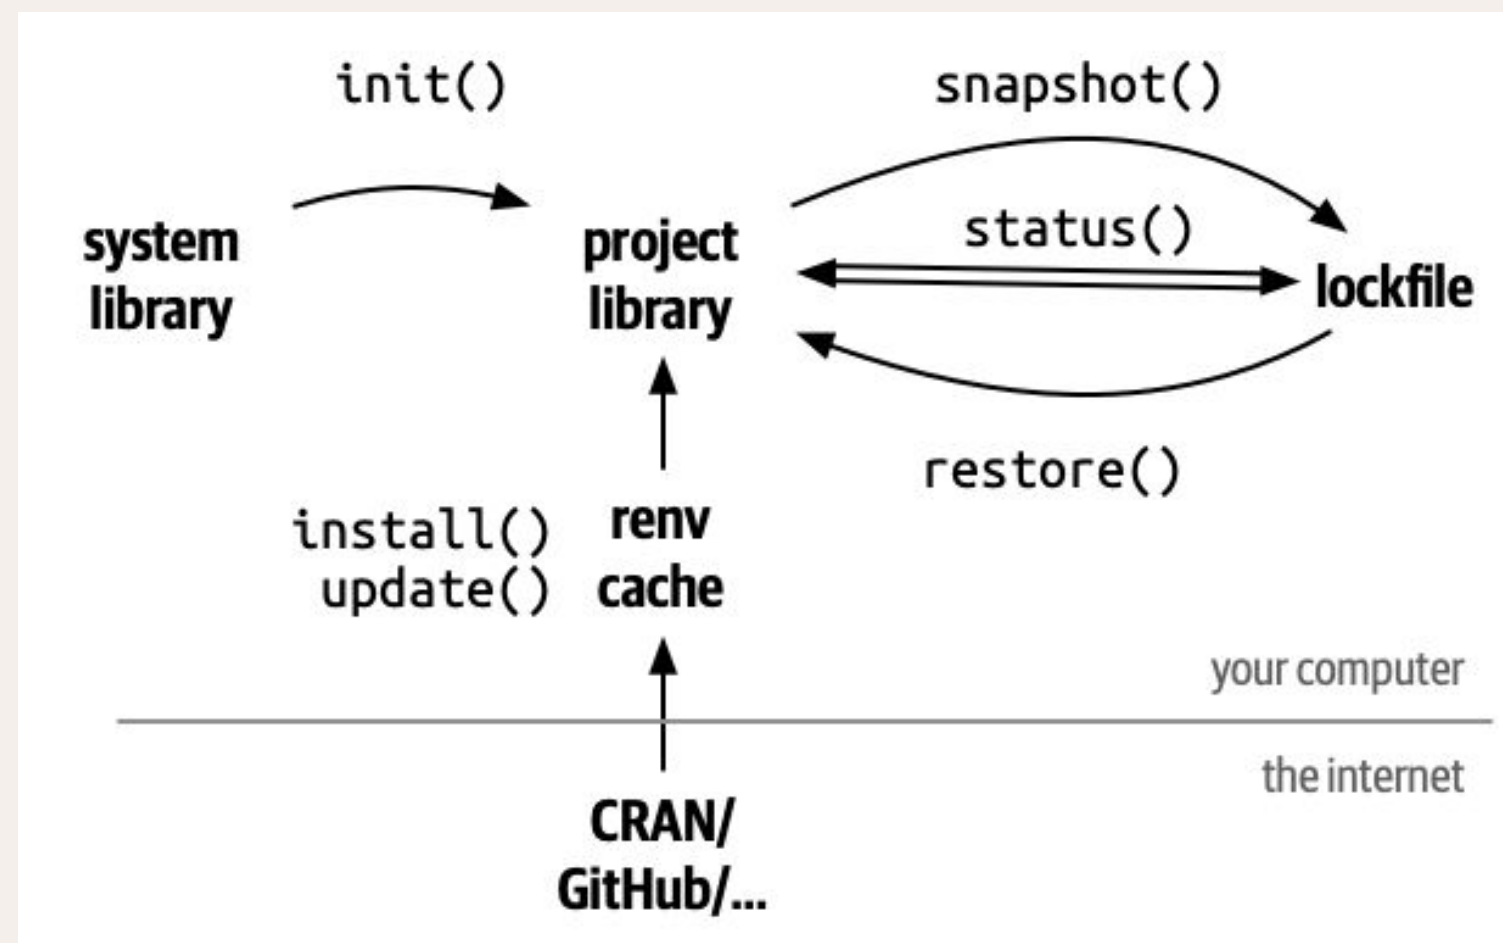 init()
snapshot()
system
library
project
library
status()
lockfile
restore()
install()
update()
renv
cache
your computer
the internet
CRAN/
GitHub/...